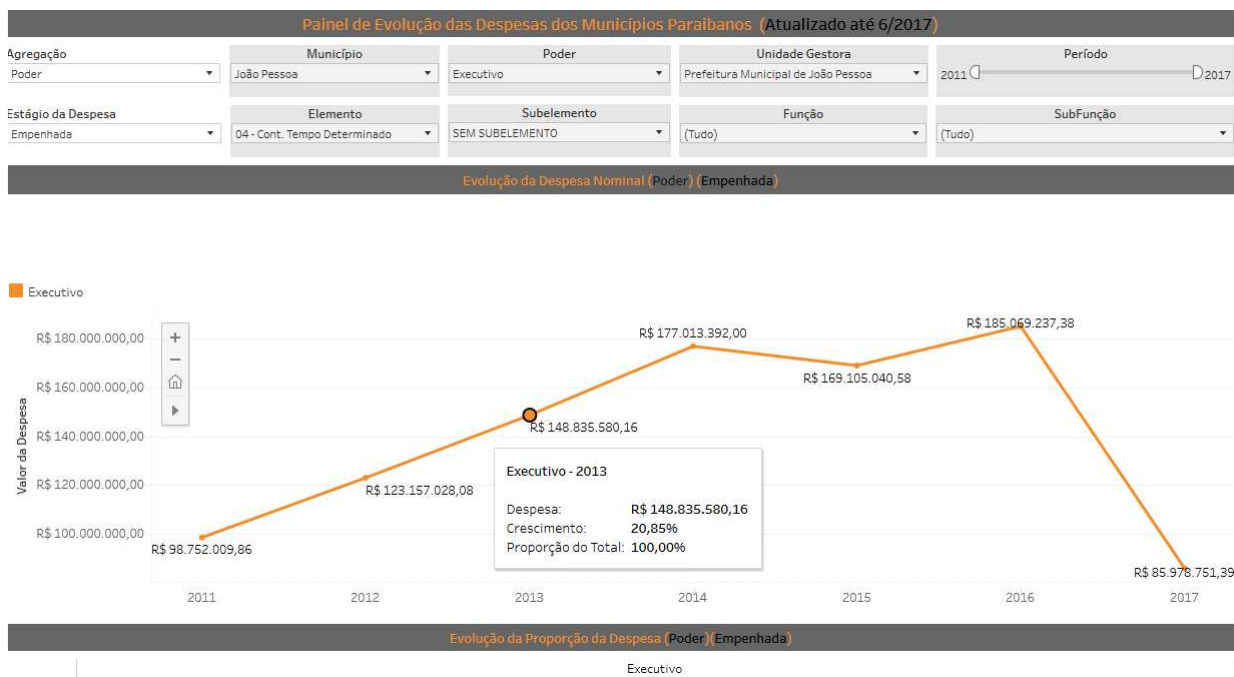 Painel de Evolução das Despesas dos Municípios Paraibanos (Atualizado até 6/2017)
Agregação Município Poder Unidade Gestora Período
Poder João Pessoa Executivo Prefeitura Municipal de João Pessoa 2011 2017
Estágio da Despesa Elemento Subelemento Função SubFunção
Empenhada 04 - Cont. Tempo Determinado SEM SUBELEMENTO (Tudo) (Tudo)
Evolução da Despesa Nominal (Poder) (Empenhada)
Executivo
Valor da Despesa
R$ 180.000.000,00
R$ 160.000.000,00
R$ 140.000.000,00
R$ 120.000.000,00
R$ 100.000.000,00
R$ 98.752.009,86
R$ 123.157.028,08
R$ 148.835.580,16
R$ 177.013.392,00
R$ 169.105.040,58
R$ 185.069.237,38
R$ 85.978.751,39
Executivo - 2013
Despesa: R$ 148.835.580,16
Crescimento: 20,85%
Proporção do Total: 100,00%
2011 2012 2013 2014 2015 2016 2017
Evolução da Proporção da Despesa (Poder)(Empenhada)
Executivo